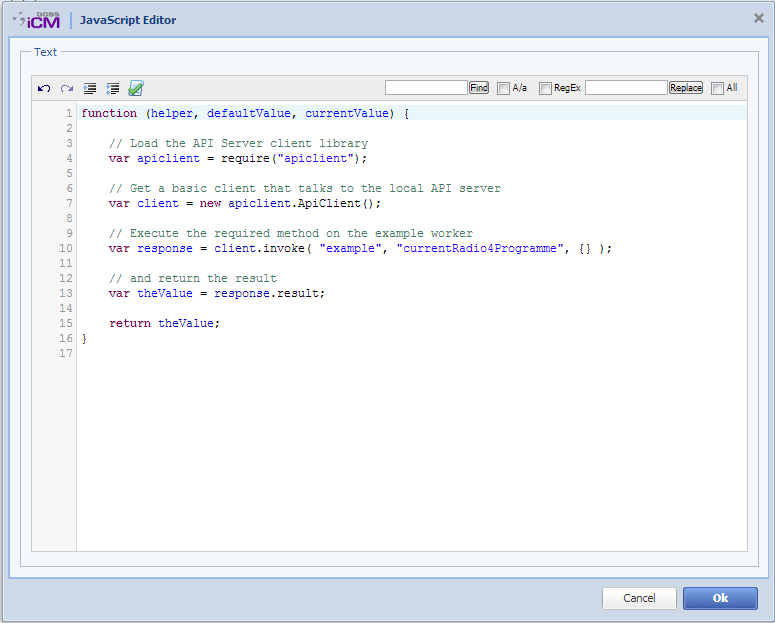 GOSS
iCM
JavaScript Editor
Text
Find A/a RegEx Replace All
1 function (helper, defaultValue, currentValue) {
2
3 // Load the API Server client library
4 var apiclient = require("apiclient");
5
6 // Get a basic client that talks to the local API server
7 var client = new apiclient.ApiClient();
8
9 // Execute the required method on the example worker
10 var response = client.invoke( "example", "currentRadio4Programme", {} );
11
12 // and return the result
13 var theValue = response.result;
14
15 return theValue;
16 }
17
Cancel Ok